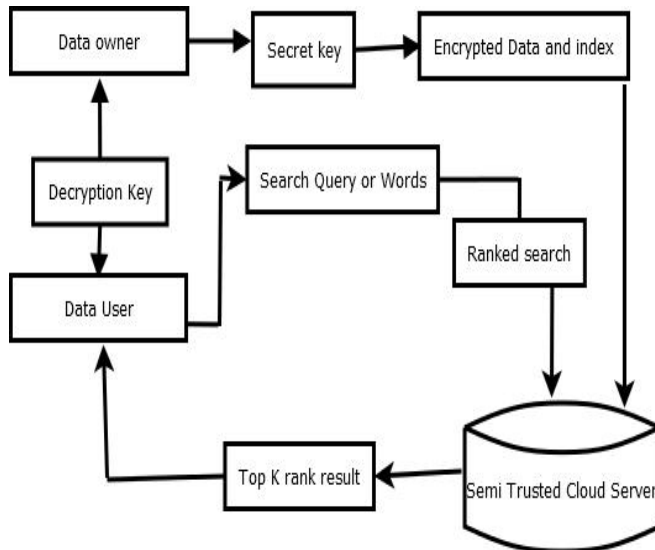 Data owner
Secret key
Encrypted Data and index
Decryption Key
Search Query or Words
Ranked search
Data User
Top K rank result
Semi Trusted Cloud Server